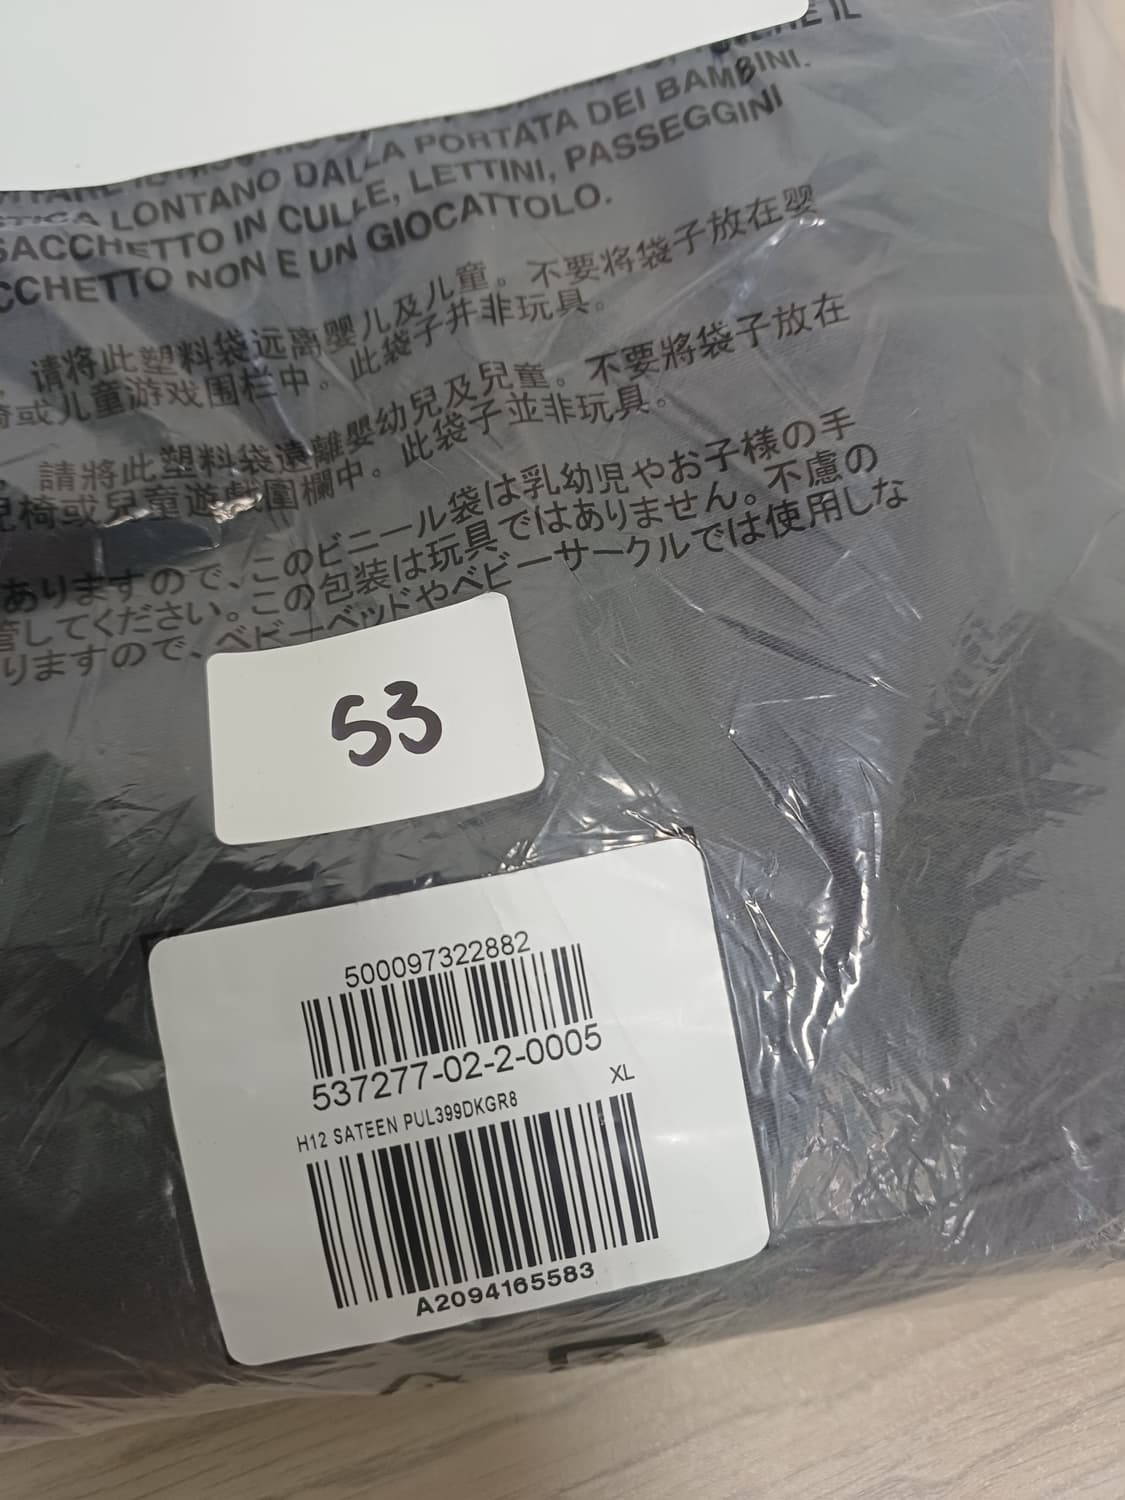 IL
PORTATA DEI BAMBINI.
LONTANO DALLA
SACCHETTO IN CULLE, LETTINI, PASSEGGINI
NON E UN GIOCATTOLO.
请将此塑料袋远离婴儿及儿童。不要将袋子放在婴
椅或儿童游戏围栏中。此袋子并非玩具。
請將此塑料袋遠離嬰幼兒及兒童。不要將袋子放在
兒椅或兒童遊戲圍欄中。此袋子並非玩具。
ありますので、このビニール袋は乳幼児やお子様の手
管してください。この包装は玩具ではありません。不慮の
りますので、ベビーベッドやベビーサークルでは使用しな
53
500097322882
537277-02-2-0005
XL
H12 SATEEN PUL399DKGR8
A2094165583